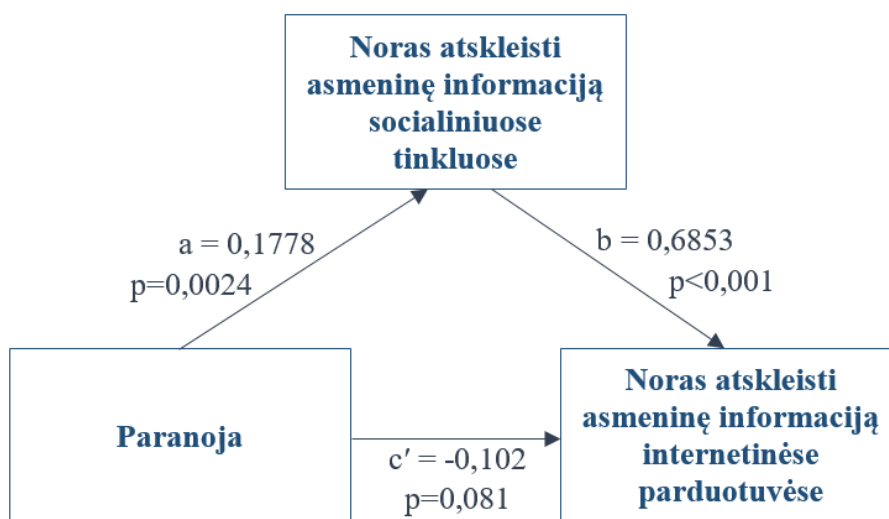 Noras atskleisti
asmeninę informaciją
socialiniuose
tinkluose
a = 0,1778
p=0,0024
b = 0,6853
p<0,001
Paranoja
c′ = -0,102
p=0,081
Noras atskleisti
asmeninę informaciją
internetinėse
parduotuvėse